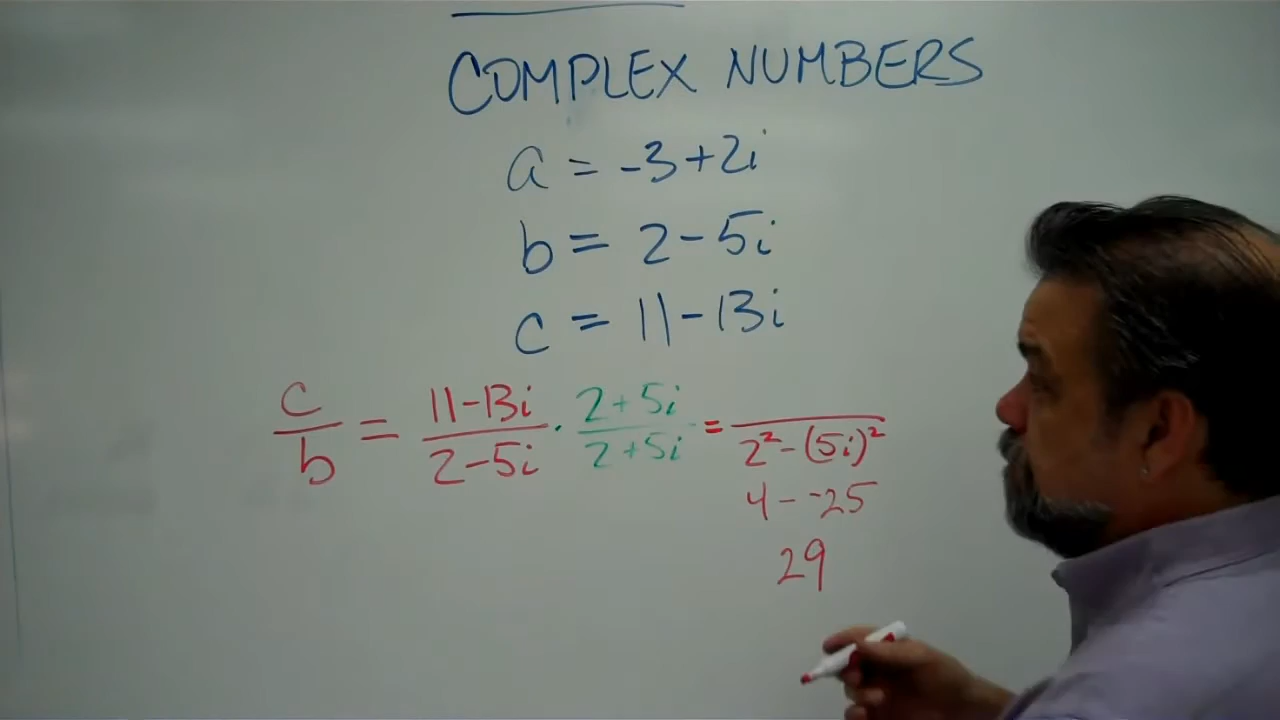 COMPLEX NUMBERS
a = -3+2i
b = 2-5i
c = 11-13i
c/b = 11-13i/2-5i · 2+5i/2+5i = /2²-(5i)²
4--25
29